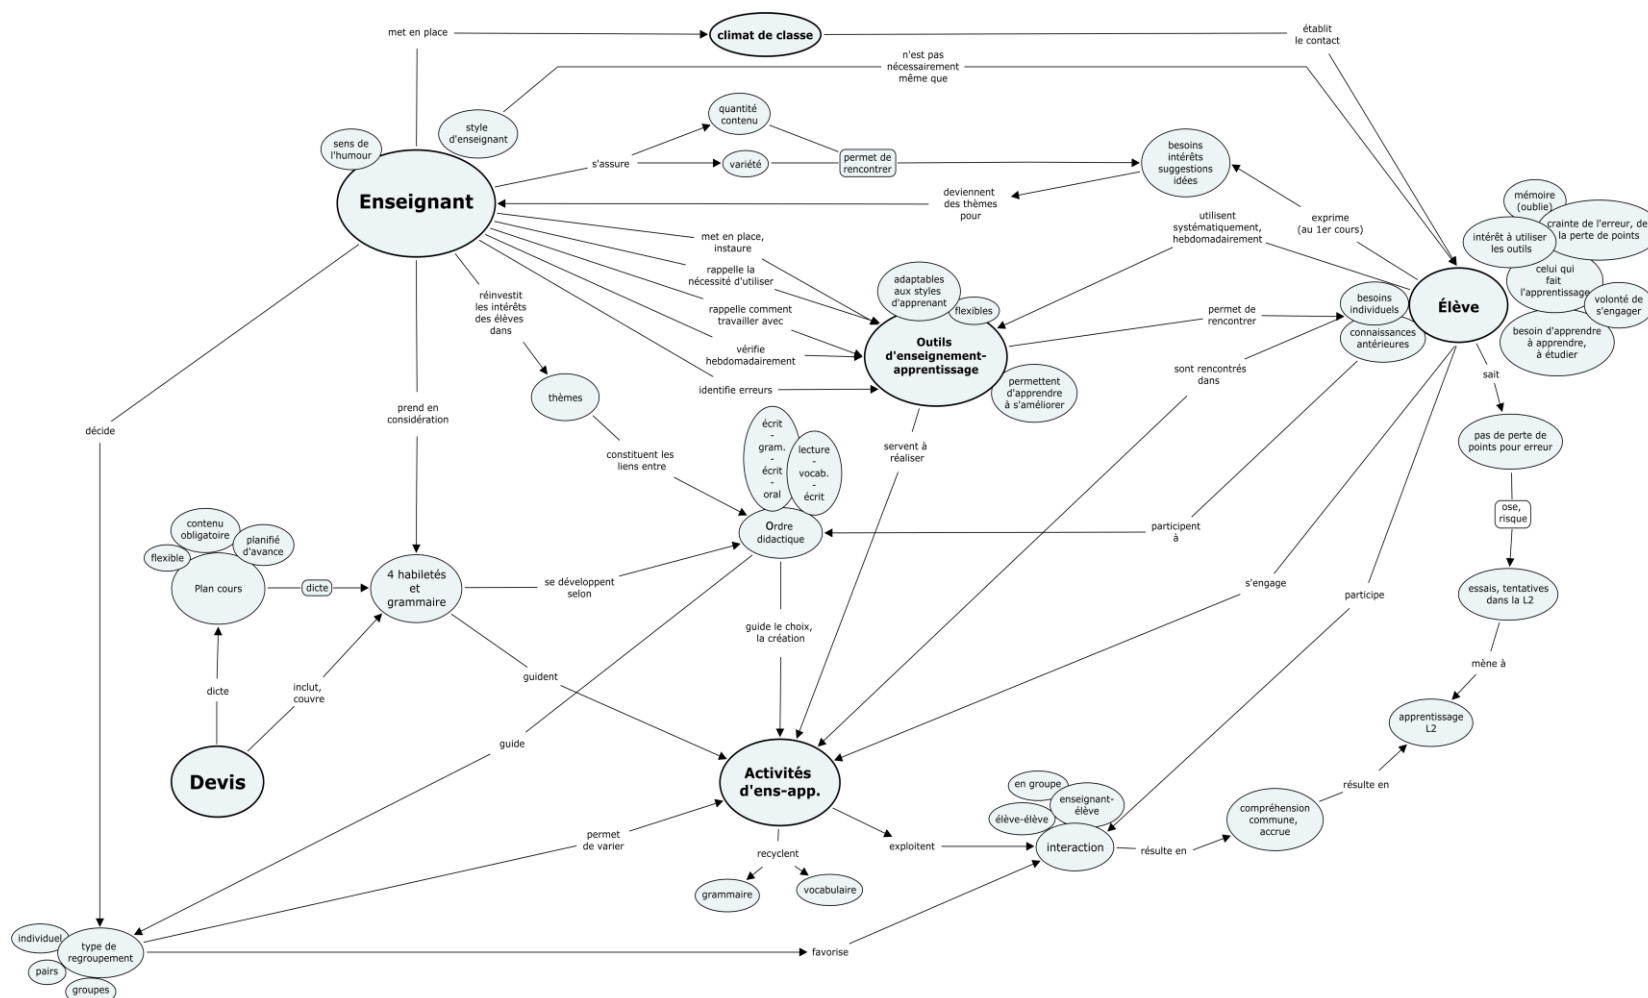 met en place
climat de classe
établit
le contact
n'est pas
nécessairement
même que
quantité
contenu
style
d'enseignant
sens de
l'humour
s'assure
variété
permet de
rencontrer
besoins
intérêts
suggestions
idées
Enseignant
deviennent
des thèmes
pour
exprime
(au 1er cours)
utilisent
systématiquement,
hebdomadairement
mémoire
(oublie)
crainte de l'erreur, de
la perte de points
intérêt à utiliser
les outils
celui qui
fait
l'apprentissage
volonté de
s'engager
besoin d'apprendre
à apprendre,
à étudier
Élève
besoins
individuels
connaissances
antérieures
met en place,
instaure
rappelle la
nécessité d'utiliser
rappelle comment
travailler avec
vérifie
hebdomadairement
identifie erreurs
adaptables
aux styles
d'apprenant
flexibles
Outils
d'enseignement-
apprentissage
permettent
d'apprendre
à s'améliorer
permet de
rencontrer
réinvestit
les intérêts
des élèves
dans
thèmes
sont rencontrés
dans
sait
prend en
considération
décide
constituent les
liens entre
écrit
-
gram.
-
écrit
-
oral
lecture
-
vocab.
-
écrit
servent à
réaliser
pas de perte de
points pour erreur
ose,
risque
Ordre
didactique
participent
à
contenu
obligatoire
planifié
d'avance
flexible
Plan cours
dicte
4 habiletés
et
grammaire
se développent
selon
s'engage
participe
essais, tentatives
dans la L2
guide le choix,
la création
mène à
dicte
inclut,
couvre
guident
guide
apprentissage
L2
Devis
Activités
d'ens-app.
en groupe
enseignant-
élève
élève-élève
interaction
résulte en
compréhension
commune,
accrue
résulte en
permet
de varier
recyclent
exploitent
grammaire
vocabulaire
individuel
type de
regroupement
pairs
groupes
favorise